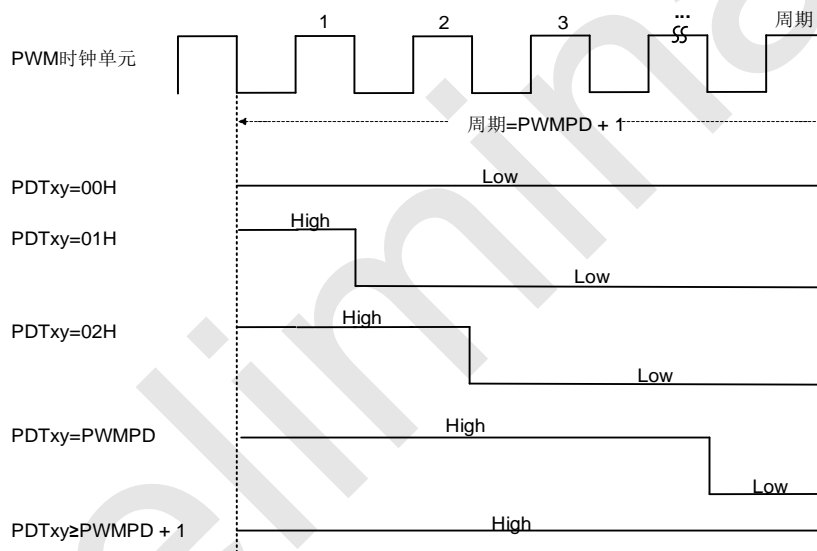 1 2 3 ... 周期
PWM时钟单元
周期=PWMPD + 1
PDTxy=00H
Low
PDTxy=01H
High
Low
PDTxy=02H
High
Low
PDTxy=PWMPD
High
Low
PDTxy≥PWMPD + 1
High
elimina